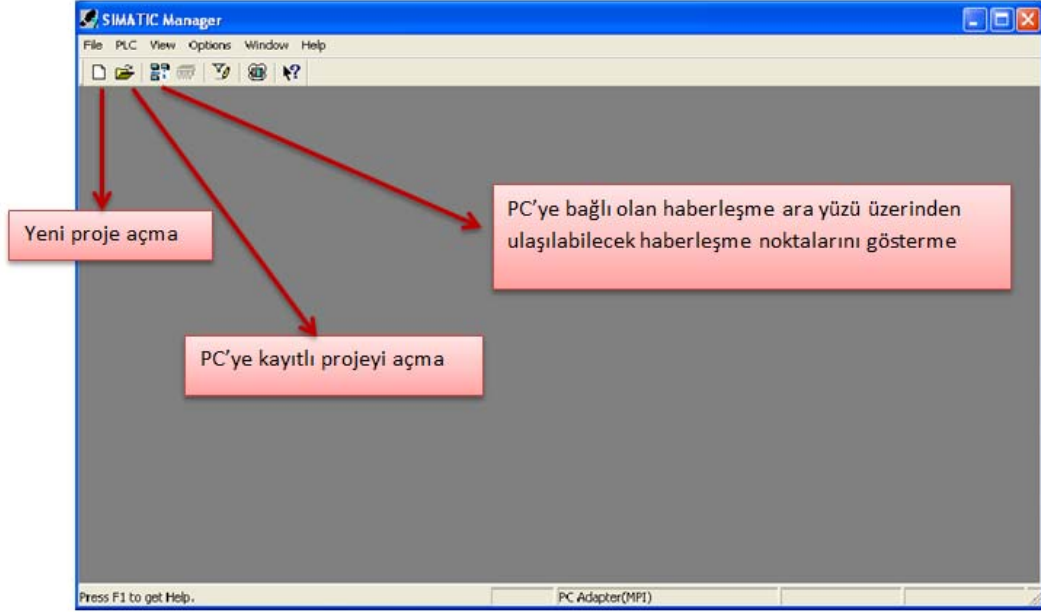 SIMATIC Manager
File PLC View Options Window Help
Yeni proje açma
PC’ye bağlı olan haberleşme ara yüzü üzerinden
ulaşılabilecek haberleşme noktalarını gösterme
PC’ye kayıtlı projeyi açma
Press F1 to get Help.
PC Adapter(MPI)